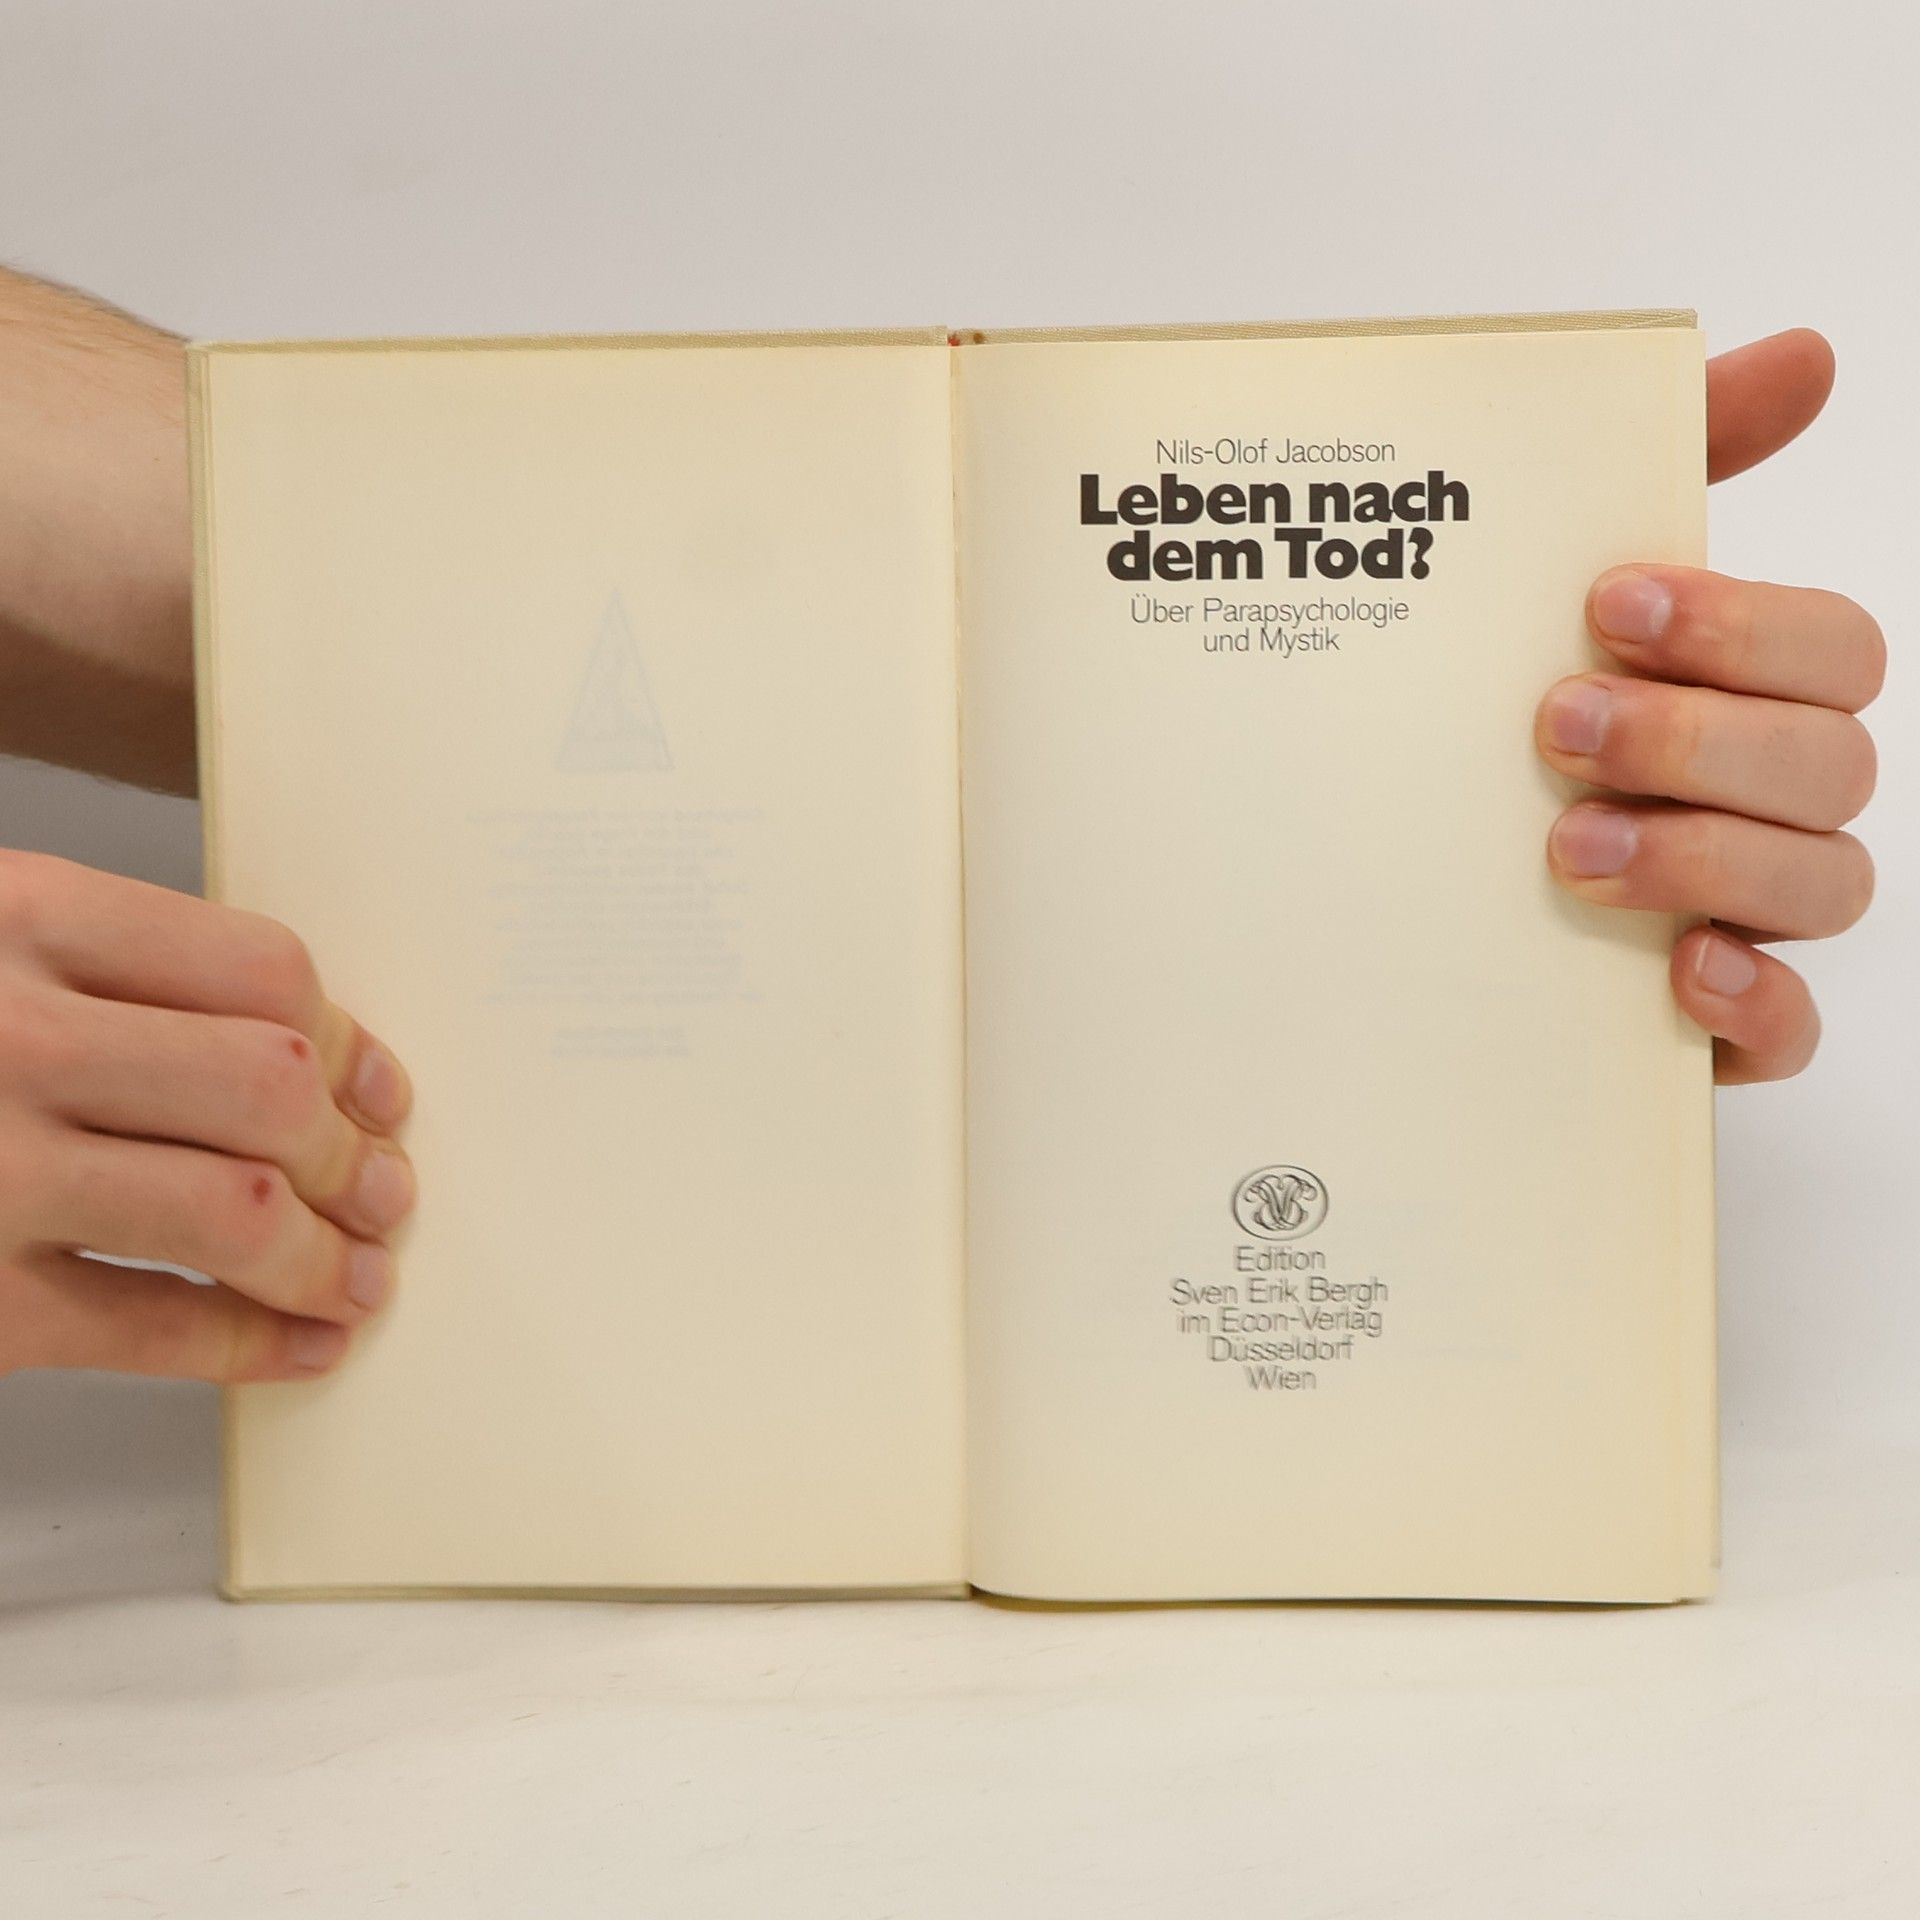 Nils-Olof Jacobson
Leben nach
dem Tod?
Über Parapsychologie
und Mystik
Edition
Sven Erik Bergh
im Econ-Verlag
Düsseldorf
Wien